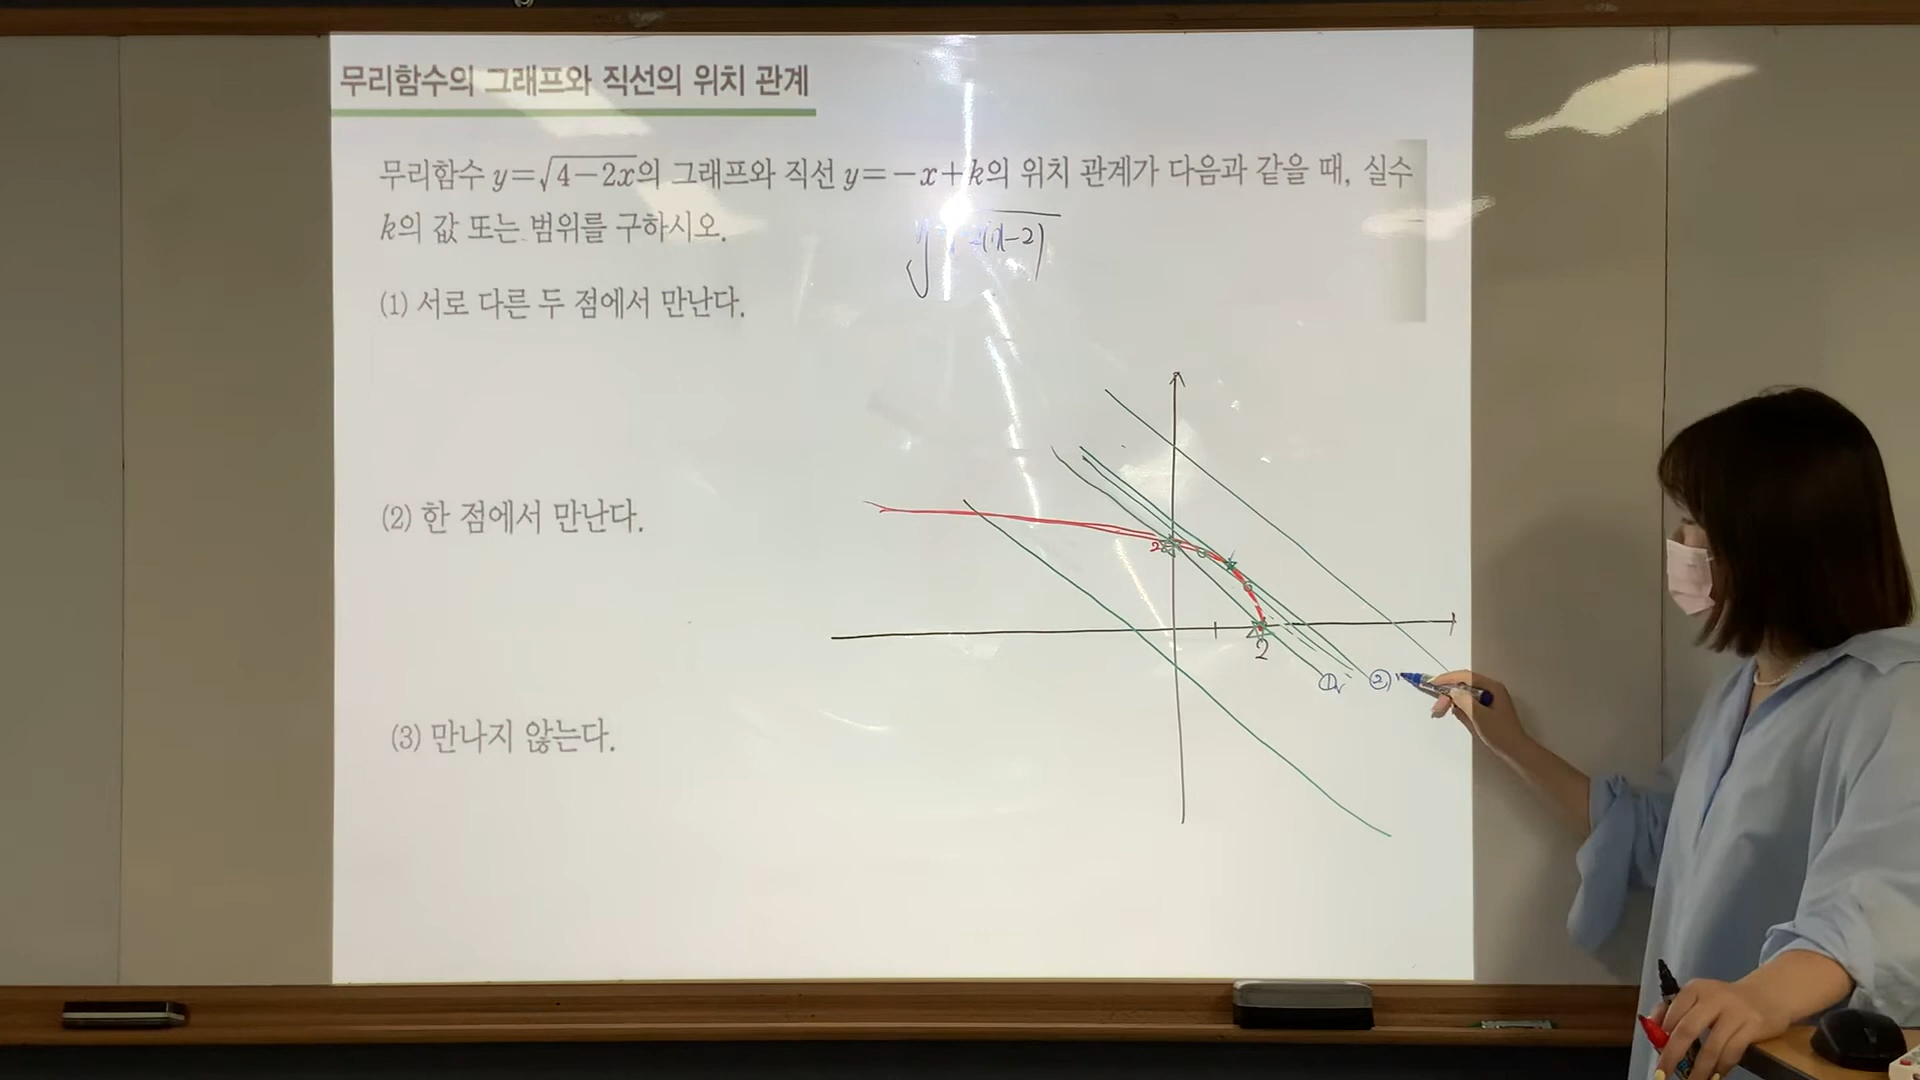 무리함수의 그래프와 직선의 위치 관계
무리함수 y=√4-2x의 그래프와 직선 y=-x+k의 위치 관계가 다음과 같을 때, 실수
k의 값 또는 범위를 구하시오.
(x-2)
(1) 서로 다른 두 점에서 만난다.
(2) 한 점에서 만난다.
2
2
① ②
(3) 만나지 않는다.